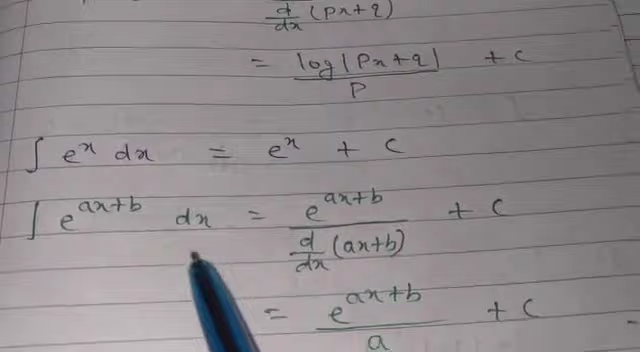 d/dx (px+q)
= log|px+q| / p + c
∫ e^x dx = e^x + c
∫ e^(ax+b) dx = e^(ax+b) / d/dx (ax+b) + c
= e^(ax+b) / a + c